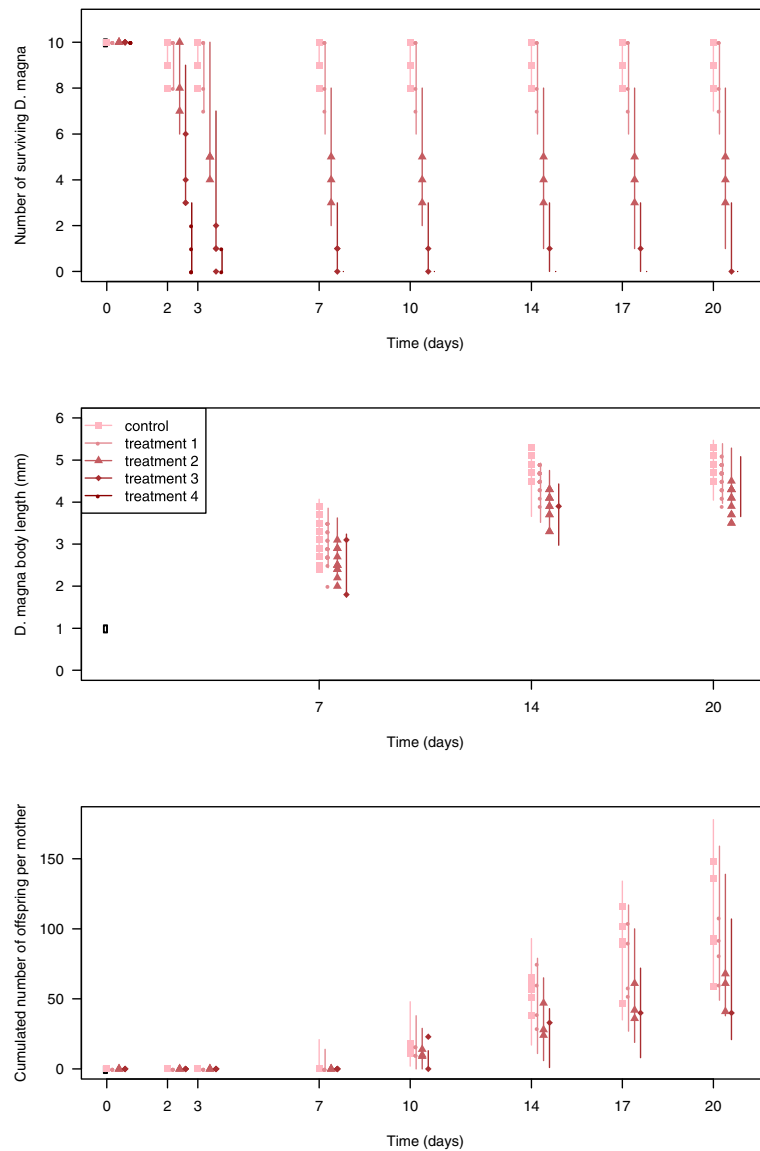 Number of surviving D. magna
10
8
6
4
2
0
0 2 3 7 10 14 17 20
Time (days)
D. magna body length (mm)
6
5
4
3
2
1
0
control
treatment 1
treatment 2
treatment 3
treatment 4
7 14 20
Time (days)
Cumulated number of offspring per mother
150
100
50
0
0 2 3 7 10 14 17 20
Time (days)